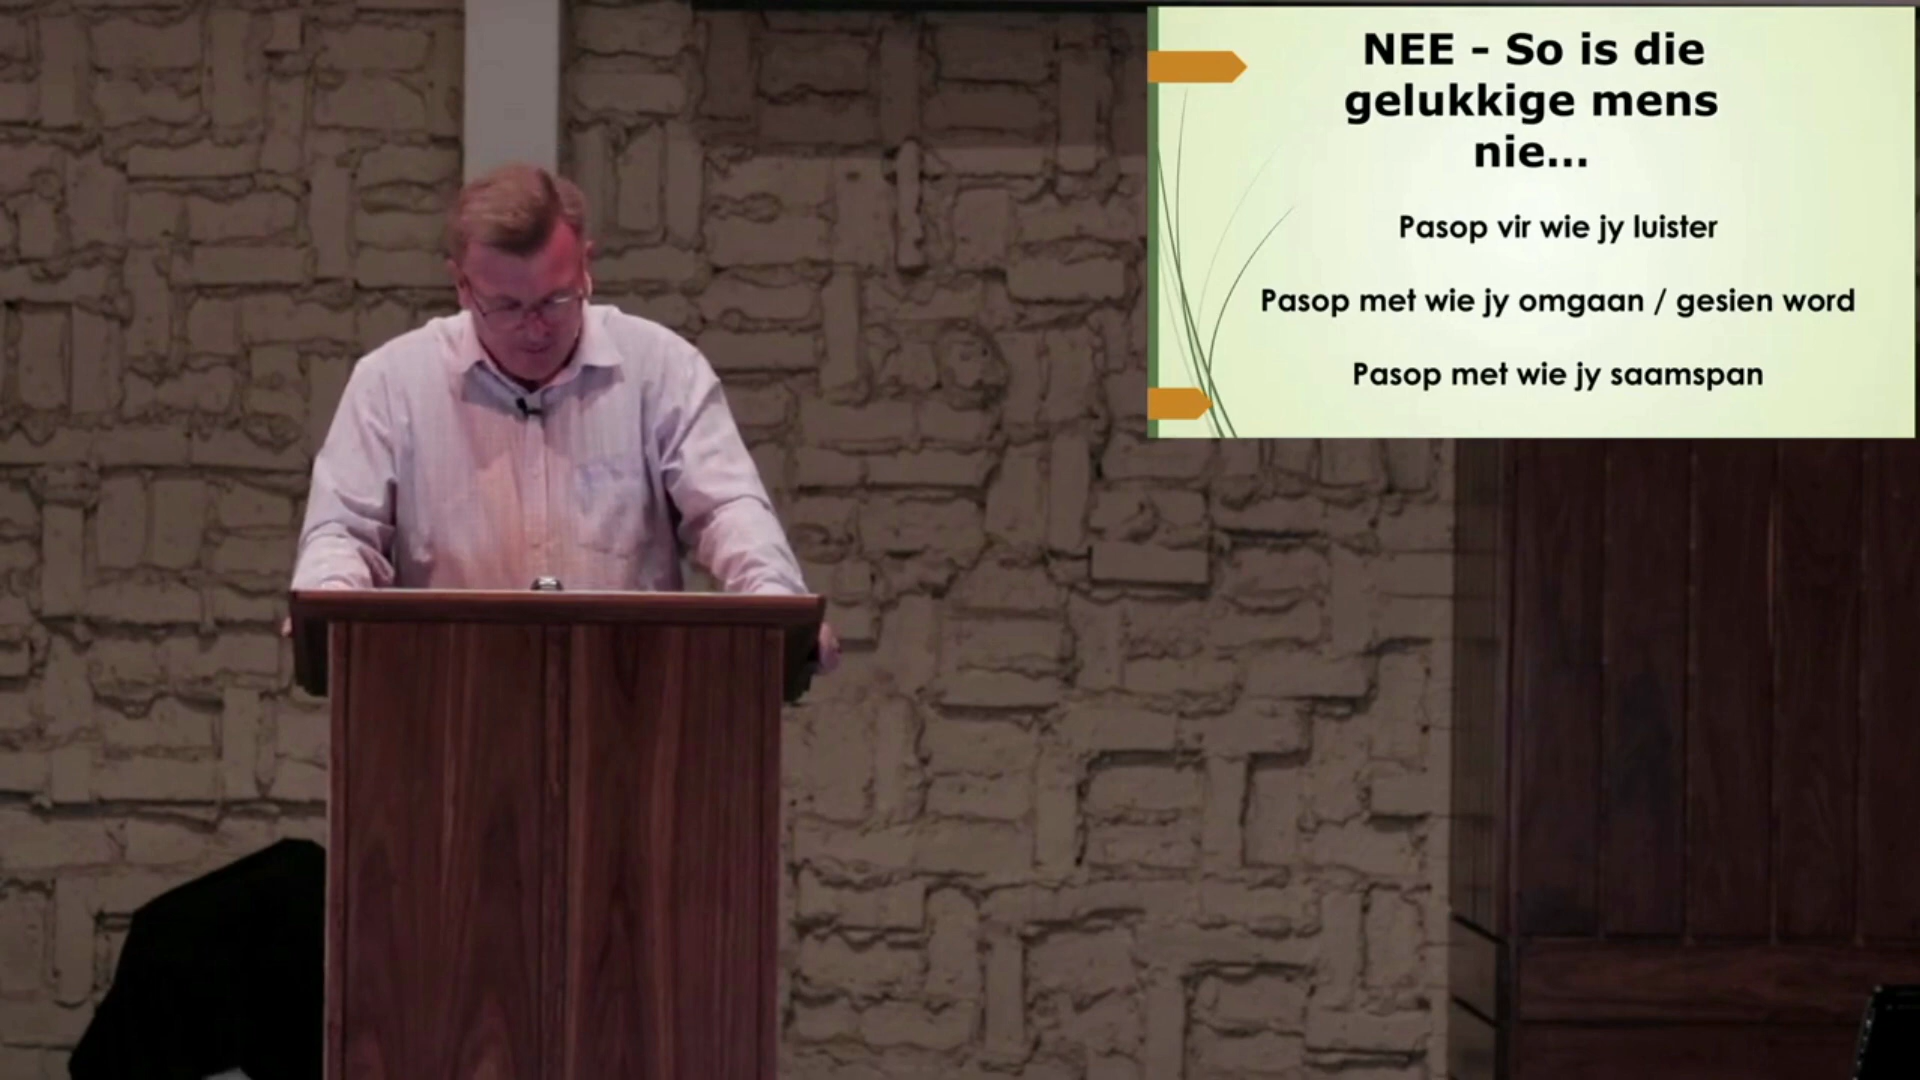 NEE - So is die
gelukkige mens
nie...
Pasop vir wie jy luister
Pasop met wie jy omgaan / gesien word
Pasop met wie jy saamspan